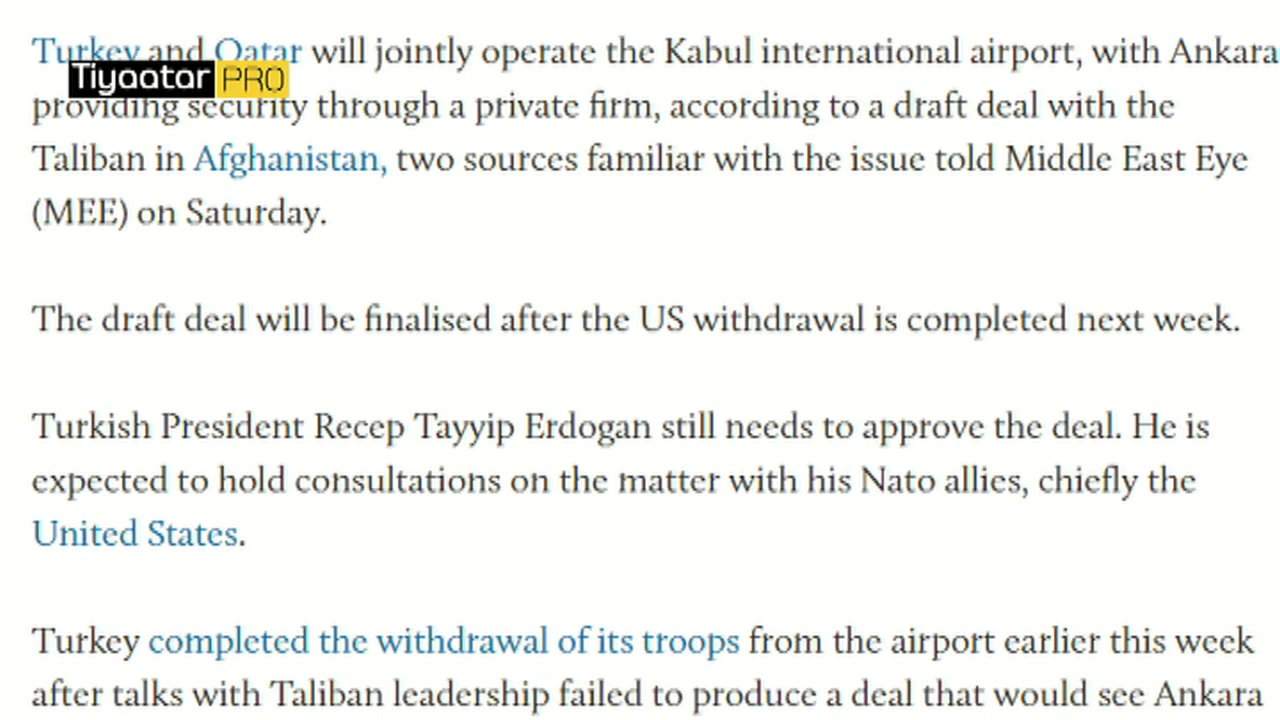 Turkey and Qatar will jointly operate the Kabul international airport, with Ankara
Tiyaatar PRO
providing security through a private firm, according to a draft deal with the
Taliban in Afghanistan, two sources familiar with the issue told Middle East Eye
(MEE) on Saturday.
The draft deal will be finalised after the US withdrawal is completed next week.
Turkish President Recep Tayyip Erdogan still needs to approve the deal. He is
expected to hold consultations on the matter with his Nato allies, chiefly the
United States.
Turkey completed the withdrawal of its troops from the airport earlier this week
after talks with Taliban leadership failed to produce a deal that would see Ankara